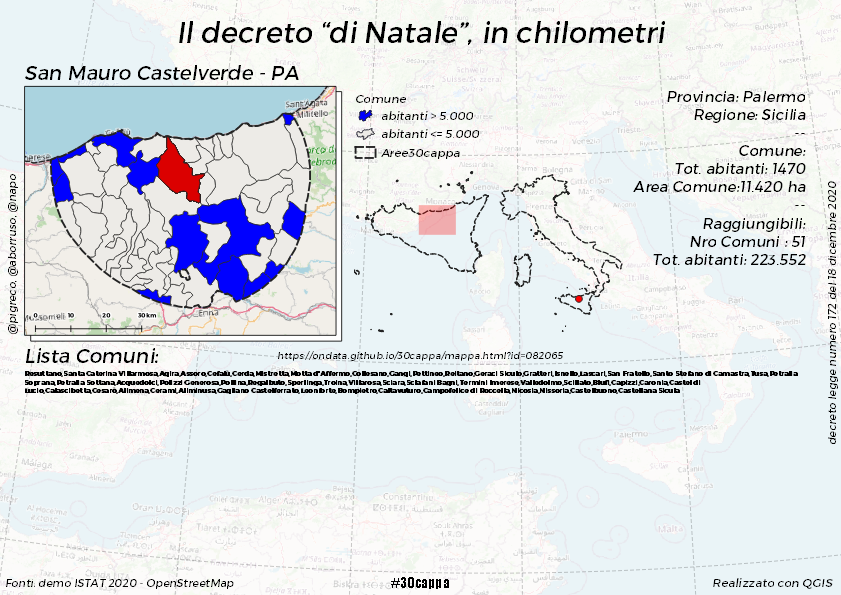 Il decreto “di Natale”, in chilometri
San Mauro Castelverde - PA
Sant'Agata
Militello
Cefalù
Enna
0 10 20 30 km
Comune
abitanti > 5.000
abitanti <= 5.000
Aree30cappa
Provincia: Palermo
Regione: Sicilia
--
Comune:
Tot. abitanti: 1470
Area Comune:11.420 ha
--
Raggiungibili:
Nro Comuni : 51
Tot. abitanti: 223.552
@pigreco, @aborruso, @napo
decreto legge numero 172 del 18 dicembre 2020
Lista Comuni:
https://ondata.github.io/30cappa/mappa.html?id=082065
Resuttano,Santa Caterina Villarmosa,Agira,Assoro,Cefalù,Cerda,Mistretta,Motta d'Affermo,Collesano,Gangi,Pettineo,Reitano,Geraci Siculo,Gratteri,Isnello,Lascari,San Fratello,Santo Stefano di Camastra,Tusa,Petralia
Soprana,Petralia Sottana,Acquedolci,Polizzi Generosa,Pollina,Regalbuto,Sperlinga,Troina,Villarosa,Sciara,Sclafani Bagni,Termini Imerese,Valledolmo,Scillato,Blufi,Capizzi,Caronia,Castel di
Lucio,Calascibetta,Cesarò,Alimena,Cerami,Aliminusa,Gagliano Castelferrato,Leonforte,Bompietro,Caltavuturo,Campofelice di Roccella,Nicosia,Nissoria,Castelbuono,Castellana Sicula
Málaga
Constantine
Malta
Fonti: demo ISTAT 2020 - OpenStreetMap
#30cappa
Realizzato con QGIS